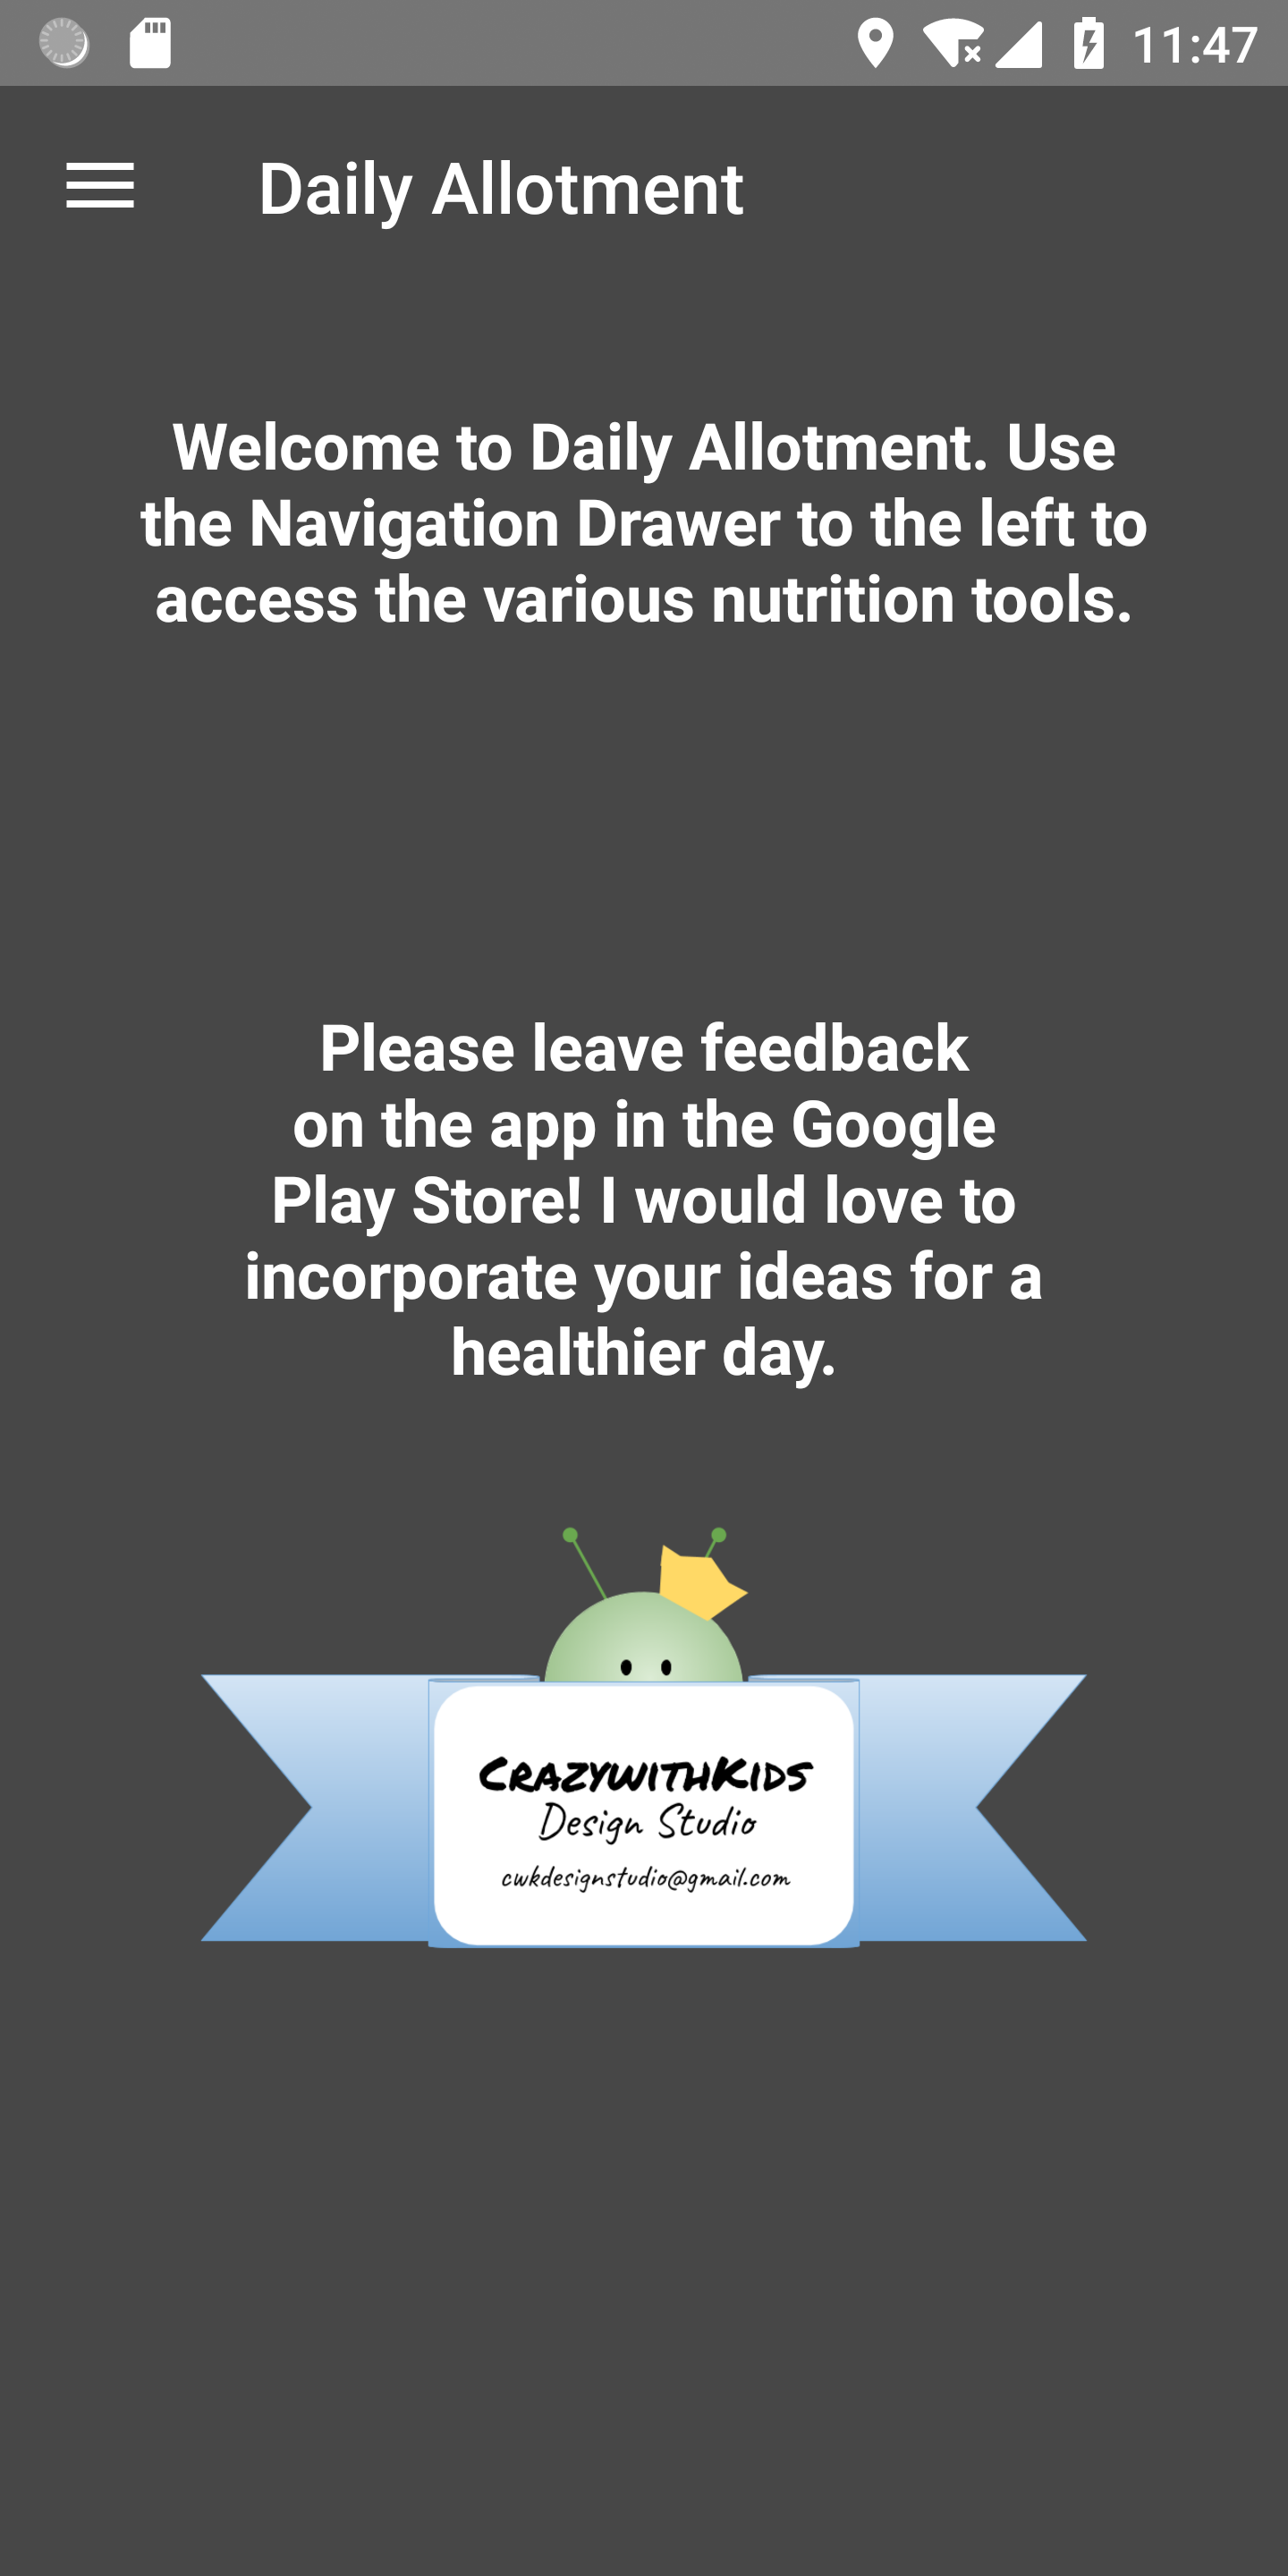 11:47
Daily Allotment
Welcome to Daily Allotment. Use
the Navigation Drawer to the left to
access the various nutrition tools.
Please leave feedback
on the app in the Google
Play Store! I would love to
incorporate your ideas for a
healthier day.
CrazywithKids
Design Studio
cwkdesignstudio@gmail.com